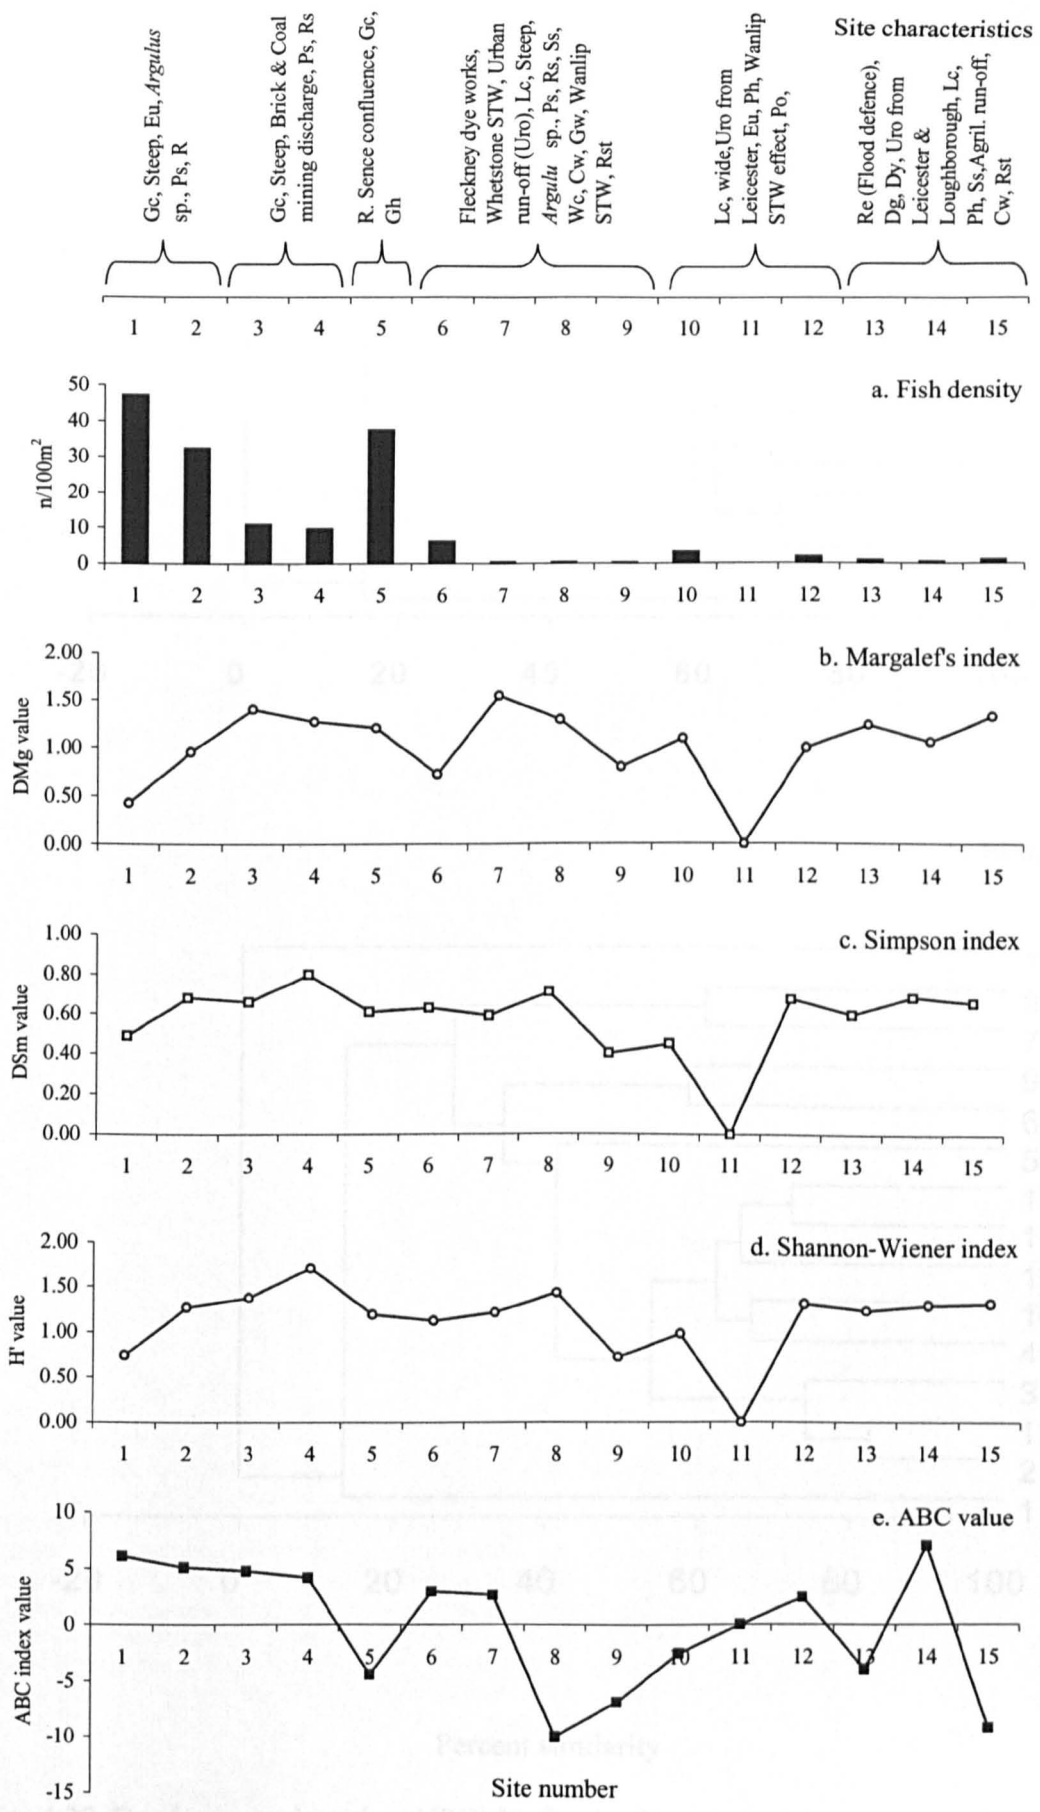 Site characteristics
Gc, Steep, Eu, Argulus
sp., Ps, R
Gc, Steep, Brick & Coal
mining discharge, Ps, Rs
R. Sence confluence, Gc,
Gh
Fleckney dye works,
Whetstone STW, Urban
run-off (Uro), Lc, Steep,
Argulu sp., Ps, Rs, Ss,
Wc, Cw, Gw, Wanlip
STW, Rst
Lc, wide,Uro from
Leicester, Eu, Ph, Wanlip
STW effect, Po,
Re (Flood defence),
Dg, Dy, Uro from
Leicester &
Loughborough, Lc,
Ph, Ss,Agril. run-off,
Cw, Rst
1 2 3 4 5 6 7 8 9 10 11 12 13 14 15
a. Fish density
n/100m²
50
40
30
20
10
0
1 2 3 4 5 6 7 8 9 10 11 12 13 14 15
b. Margalef's index
DMg value
2.00
1.50
1.00
0.50
0.00
1 2 3 4 5 6 7 8 9 10 11 12 13 14 15
c. Simpson index
DSm value
1.00
0.80
0.60
0.40
0.20
0.00
1 2 3 4 5 6 7 8 9 10 11 12 13 14 15
d. Shannon-Wiener index
H' value
2.00
1.50
1.00
0.50
0.00
1 2 3 4 5 6 7 8 9 10 11 12 13 14 15
e. ABC value
ABC index value
10
5
0
-5
-10
-15
1 2 3 4 5 6 7 8 9 10 11 12 13 14 15
Site number
Percent similarity